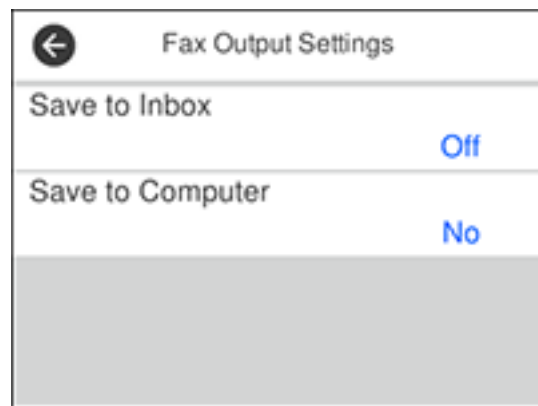 Fax Output Settings
Save to Inbox
Off
Save to Computer
No